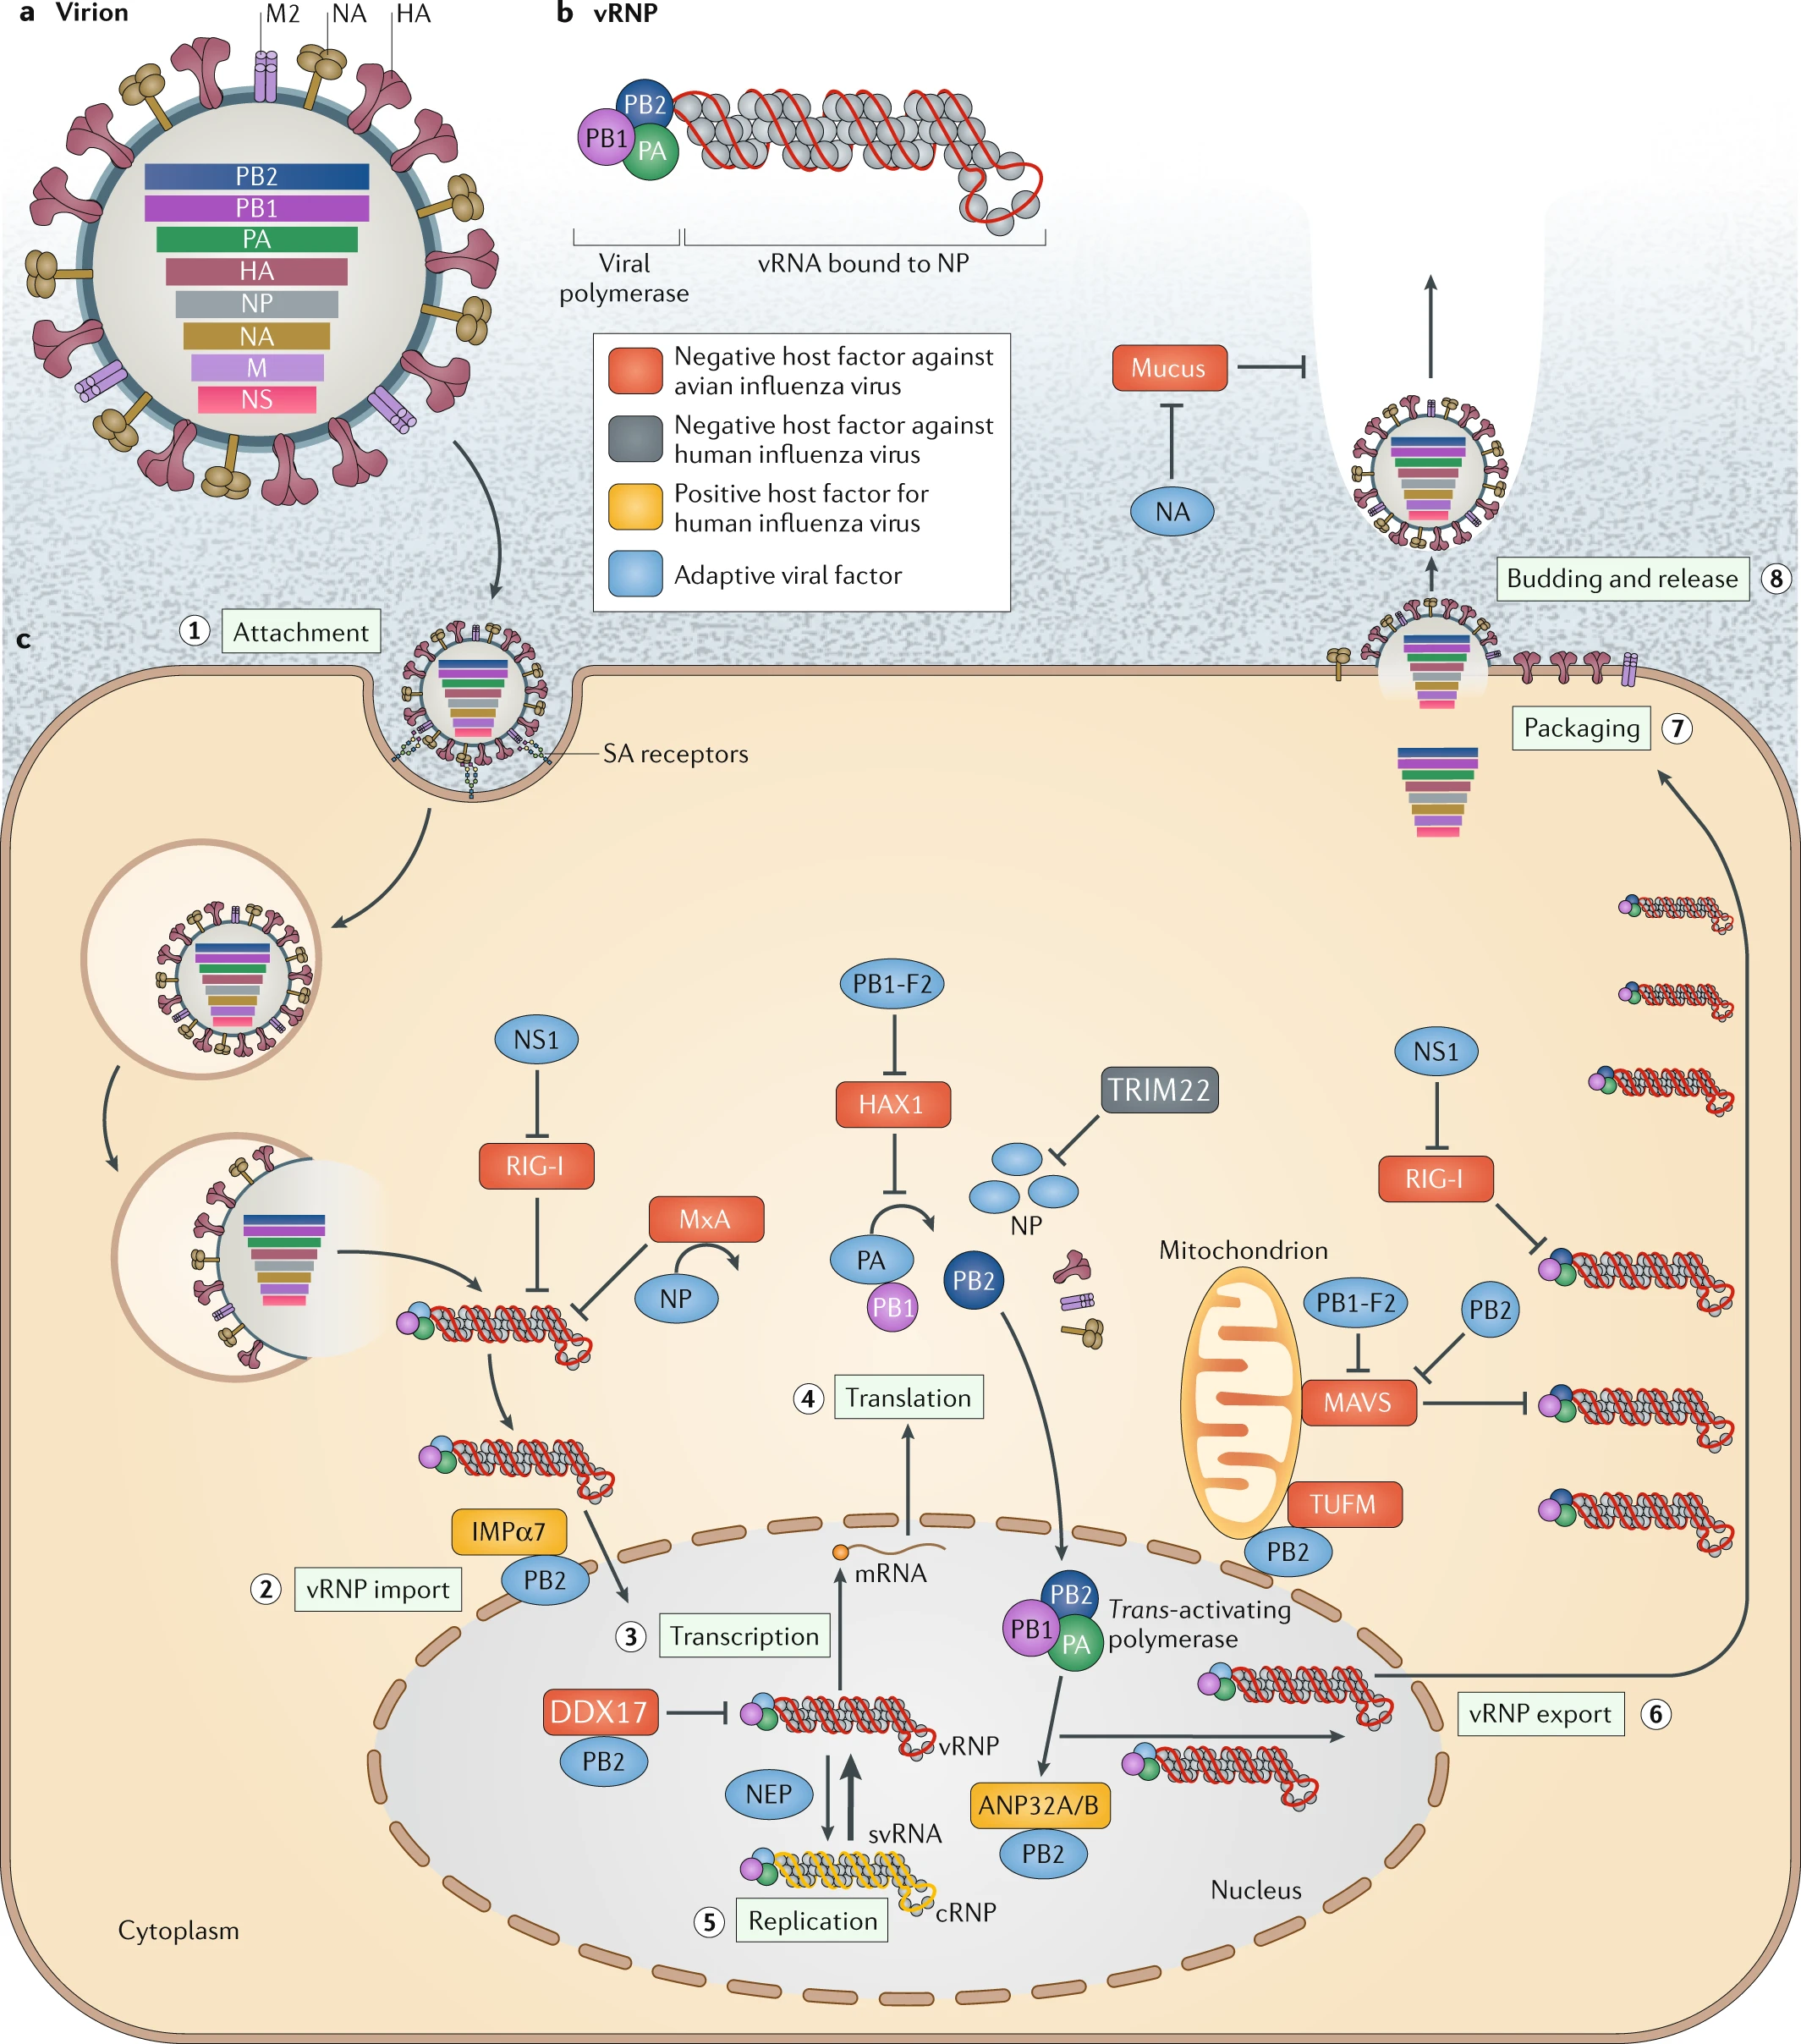 a Virion
M2
NA
HA
PB2
PB1
PA
HA
NP
NA
M
NS
b vRNP
PB2
PB1
PA
Viral
polymerase
vRNA bound to NP
Negative host factor against
avian influenza virus
Negative host factor against
human influenza virus
Positive host factor for
human influenza virus
Adaptive viral factor
Mucus
NA
Budding and release 8
c
1 Attachment
SA receptors
Packaging 7
PB1-F2
NS1
NS1
HAX1
TRIM22
RIG-I
RIG-I
MxA
NP
NP
PA
PB1
PB2
Mitochondrion
PB1-F2
PB2
MAVS
4 Translation
TUFM
PB2
IMPα7
PB2
2 vRNP import
mRNA
3 Transcription
PB2
PB1
PA
Trans-activating
polymerase
DDX17
PB2
vRNP
vRNP export 6
NEP
ANP32A/B
PB2
svRNA
cRNP
5 Replication
Nucleus
Cytoplasm